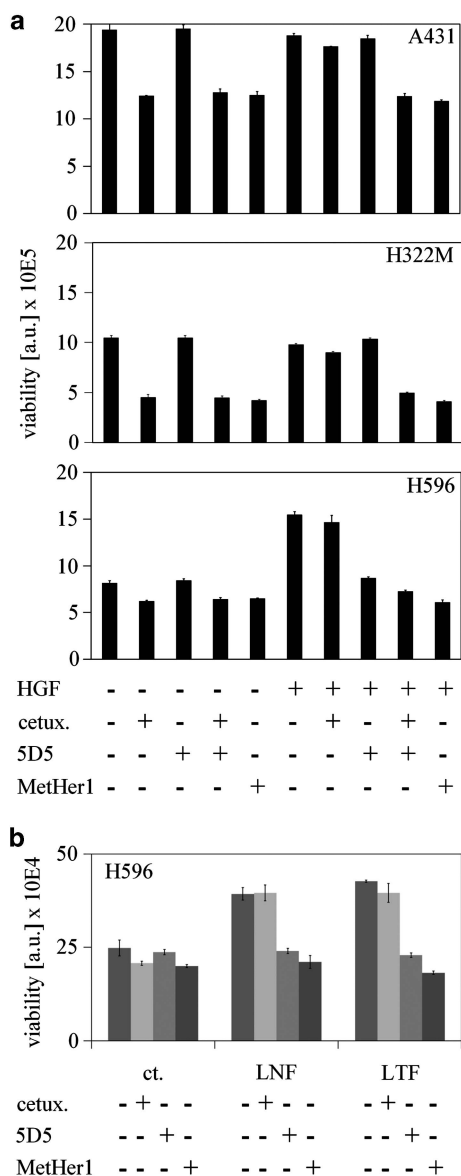 a
A431
20
15
10
5
0
H322M
20
15
10
5
0
viability [a.u.] x 10E5
H596
20
15
10
5
0
HGF - - - - - + + + + +
cetux. - + - + - - + - + -
5D5 - - + + - - - + + -
MetHer1 - - - - + - - - - +
b
H596
50
25
0
viability [a.u.] x 10E4
ct. LNF LTF
cetux. - + - - - + - - - + - -
5D5 - - + - - - + - - - + -
MetHer1 - - - + - - - + - - - +